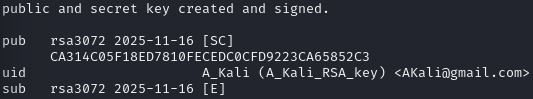 public and secret key created and signed.
pub   rsa3072 2025-11-16 [SC]
      CA314C05F18ED7810FECEDC0CFD9223CA65852C3
uid                      A_Kali (A_Kali_RSA_key) <AKali@gmail.com>
sub   rsa3072 2025-11-16 [E]